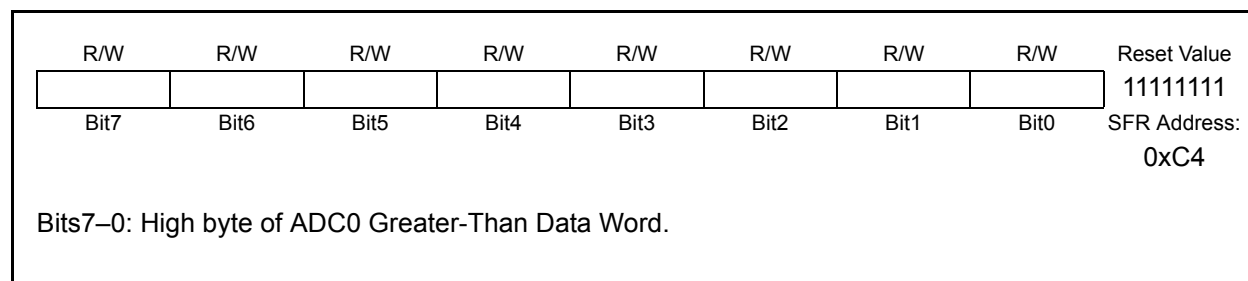 R/W R/W R/W R/W R/W R/W R/W R/W Reset Value
11111111
Bit7 Bit6 Bit5 Bit4 Bit3 Bit2 Bit1 Bit0 SFR Address:
0xC4
Bits7–0: High byte of ADC0 Greater-Than Data Word.